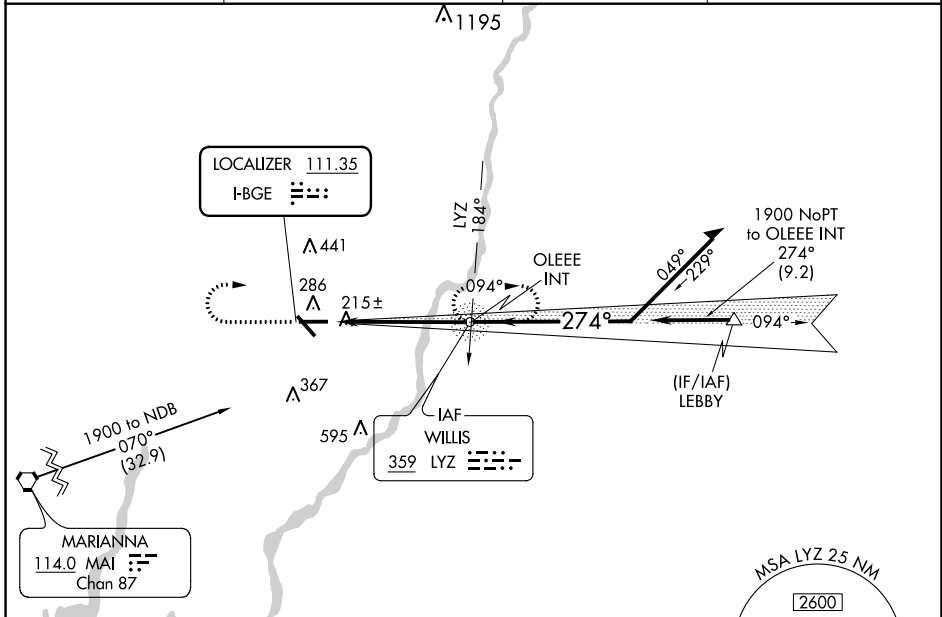 1195
LOCALIZER 111.35
I-BGE
LYZ
184°
441
286
215±
094°
OLEEE
INT
049°
229°
1900 NoPT
to OLEEE INT
274°
(9.2)
274°
094°
(IF/IAF)
LEBBY
367
595
IAF
WILLIS
359 LYZ
1900 to NDB
070°
(32.9)
MARIANNA
114.0 MAI
Chan 87
MSA LYZ 25 NM
2600